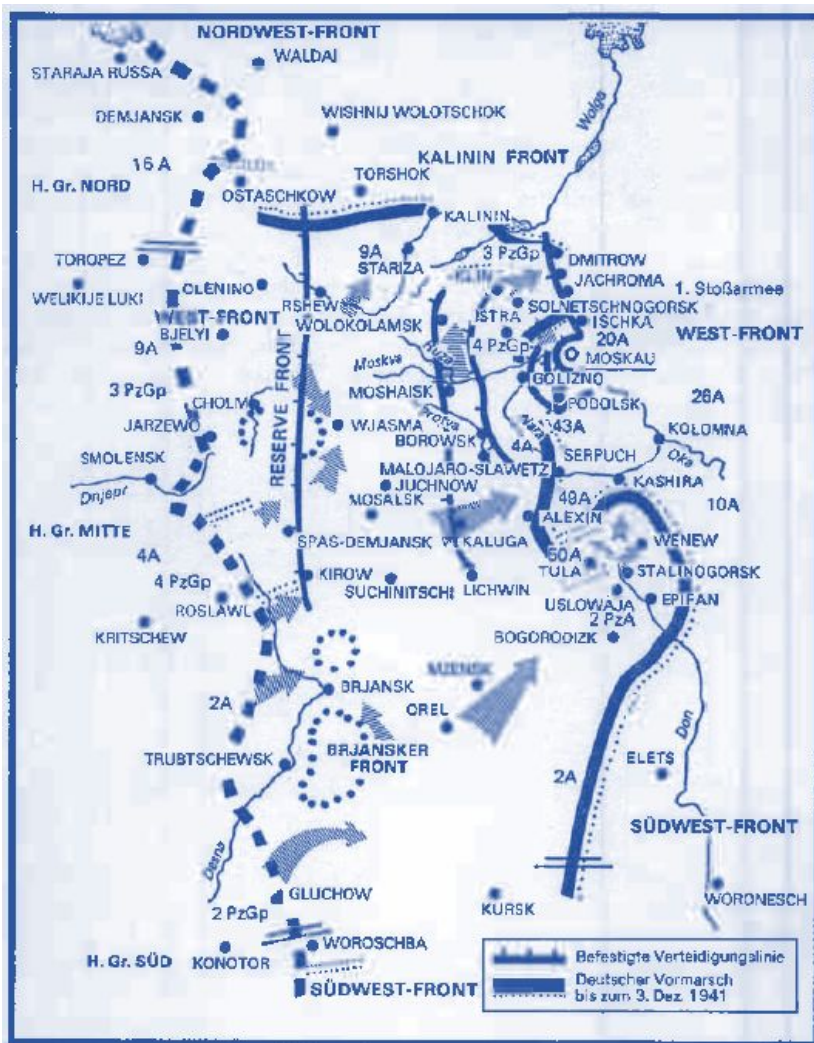 NORDWEST-FRONT
WALDAI
STARAJA RUSSA
DEMJANSK
WISHNIJ WOLOTSCHOK
Wolga
KALININ FRONT
16 A
H. Gr. NORD
TORSHOK
OSTASCHKOW
KALININ
9A
STARIZA
3 PzGp
DMITROW
TOROPEZ
KLIN
JACHROMA
WELIKIJE LUKI
OLENINO
RSHEW
1. Stoßarmee
SOLNETSCHNOGORSK
WEST-FRONT
WOLOKOLAMSK
ISTRA
ISCHKA
BJELYI
4 PzGp
20A
WEST-FRONT
9A
Moskva
Ruza
MOSKAU
3 PzGp
MOSHAISK
GOLIZNO
CHOLM
RESERVE FRONT
PODOLSK
26A
JARZEWO
WJASMA
Protva
Nara
43A
KOLOMNA
BOROWSK
4A
Oka
SMOLENSK
MALOJARO-SLAWETZ
SERPUCH
Dnjepr
JUCHNOW
KASHIRA
MOSALSK
49A
10A
H. Gr. MITTE
ALEXIN
4A
SPAS-DEMJANSK
KALUGA
WENEW
50A
4 PzGp
KIROW
SUCHINITSCHI
LICHWIN
TULA
STALINOGORSK
ROSLAWL
USLOWAJA
EPIFAN
KRITSCHEW
2 PzA
BOGORODIZK
MZENSK
2A
BRJANSK
OREL
Don
TRUBTSCHEWSK
BRJANSKER
FRONT
ELETS
2A
SÜDWEST-FRONT
Desna
GLUCHOW
KURSK
WORONESCH
2 PzGp
WOROSCHBA
H. Gr. SÜD
KONOTOR
SÜDWEST-FRONT
Befestigte Verteidigungslinie
Deutscher Vormarsch
bis zum 3. Dez. 1941